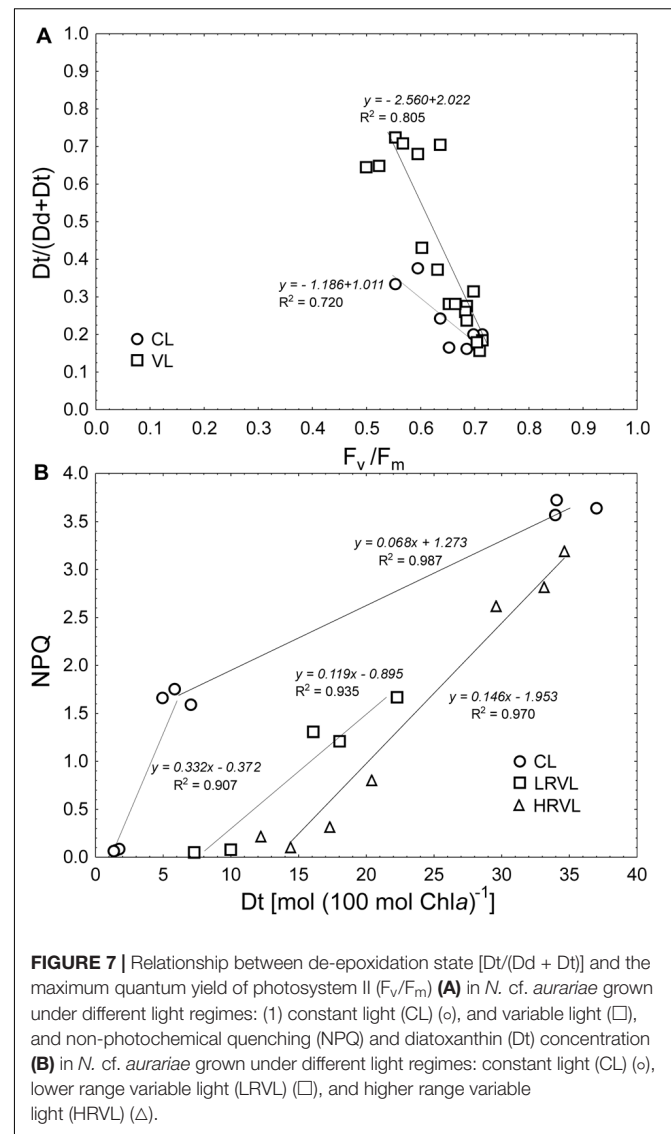 A
1.0
0.9
0.8
0.7
0.6
0.5
0.4
0.3
0.2
0.1
0.0
Dt/(Dd+Dt)
y = - 2.560+2.022
R² = 0.805
y = - 1.186+1.011
R² = 0.720
○ CL
□ VL
0.0 0.1 0.2 0.3 0.4 0.5 0.6 0.7 0.8 0.9 1.0
Fv/Fm
B
4.0
3.5
3.0
2.5
2.0
1.5
1.0
0.5
0.0
NPQ
y = 0.068x + 1.273
R² = 0.987
y = 0.119x - 0.895
R² = 0.935
y = 0.146x - 1.953
R² = 0.970
y = 0.332x - 0.372
R² = 0.907
○ CL
□ LRVL
△ HRVL
0 5 10 15 20 25 30 35 40
Dt [mol (100 mol Chla)⁻¹]
FIGURE 7 | Relationship between de-epoxidation state [Dt/(Dd + Dt)] and the
maximum quantum yield of photosystem II (Fv/Fm) (A) in N. cf. aurariae grown
under different light regimes: (1) constant light (CL) (○), and variable light (□),
and non-photochemical quenching (NPQ) and diatoxanthin (Dt) concentration
(B) in N. cf. aurariae grown under different light regimes: constant light (CL) (○),
lower range variable light (LRVL) (□), and higher range variable
light (HRVL) (△).